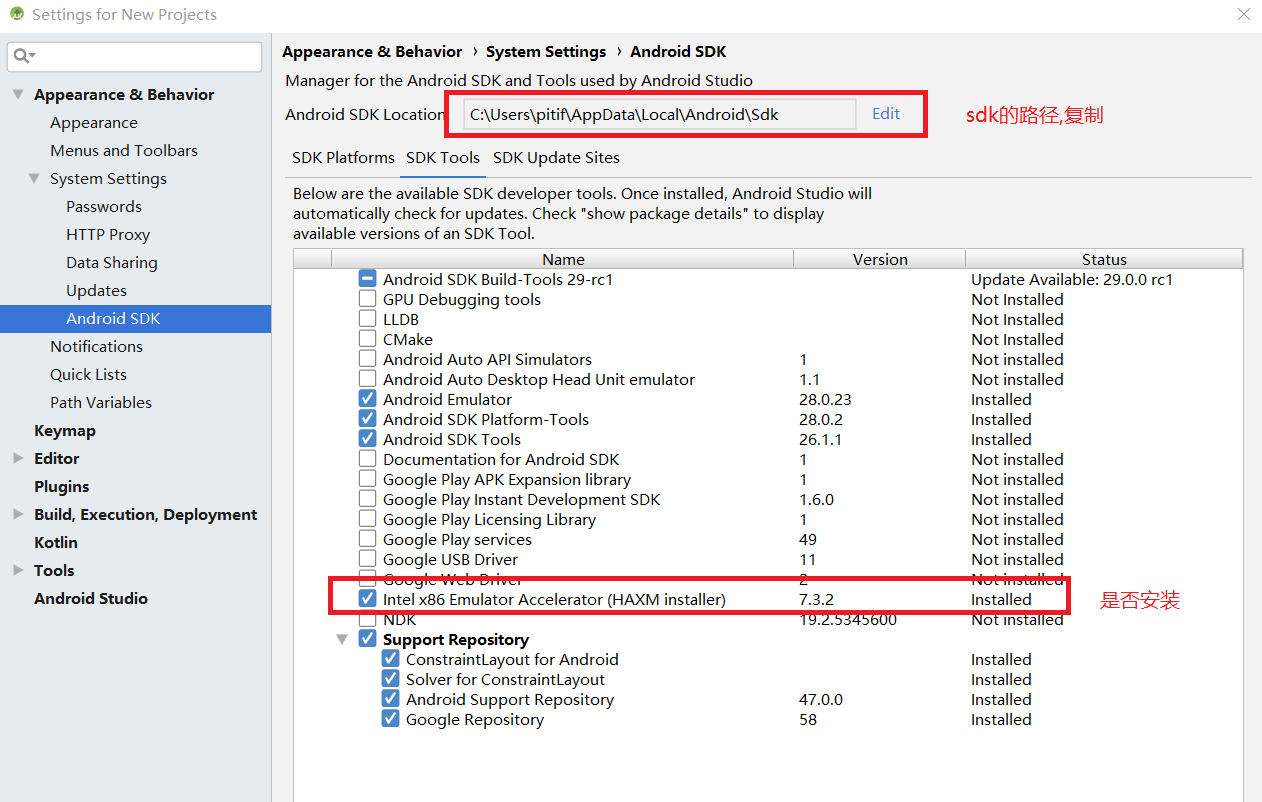 Settings for New Projects
Appearance & Behavior
Appearance
Menus and Toolbars
System Settings
Passwords
HTTP Proxy
Data Sharing
Updates
Android SDK
Notifications
Quick Lists
Path Variables
Keymap
Editor
Plugins
Build, Execution, Deployment
Kotlin
Tools
Android Studio
Appearance & Behavior › System Settings › Android SDK
Manager for the Android SDK and Tools used by Android Studio
Android SDK Location C:\Users\pitif\AppData\Local\Android\Sdk Edit sdk的路径,复制
SDK Platforms SDK Tools SDK Update Sites
Below are the available SDK developer tools. Once installed, Android Studio will
automatically check for updates. Check "show package details" to display
available versions of an SDK Tool.
Name Version Status
Android SDK Build-Tools 29-rc1 Update Available: 29.0.0 rc1
GPU Debugging tools Not Installed
LLDB Not Installed
CMake Not Installed
Android Auto API Simulators 1 Not installed
Android Auto Desktop Head Unit emulator 1.1 Not installed
Android Emulator 28.0.23 Installed
Android SDK Platform-Tools 28.0.2 Installed
Android SDK Tools 26.1.1 Installed
Documentation for Android SDK 1 Not installed
Google Play APK Expansion library 1 Not installed
Google Play Instant Development SDK 1.6.0 Not installed
Google Play Licensing Library 1 Not installed
Google Play services 49 Not installed
Google USB Driver 11 Not installed
Google Web Driver 2 Not installed
Intel x86 Emulator Accelerator (HAXM installer) 7.3.2 Installed 是否安装
NDK 19.2.5345600 Not installed
Support Repository
ConstraintLayout for Android Installed
Solver for ConstraintLayout Installed
Android Support Repository 47.0.0 Installed
Google Repository 58 Installed